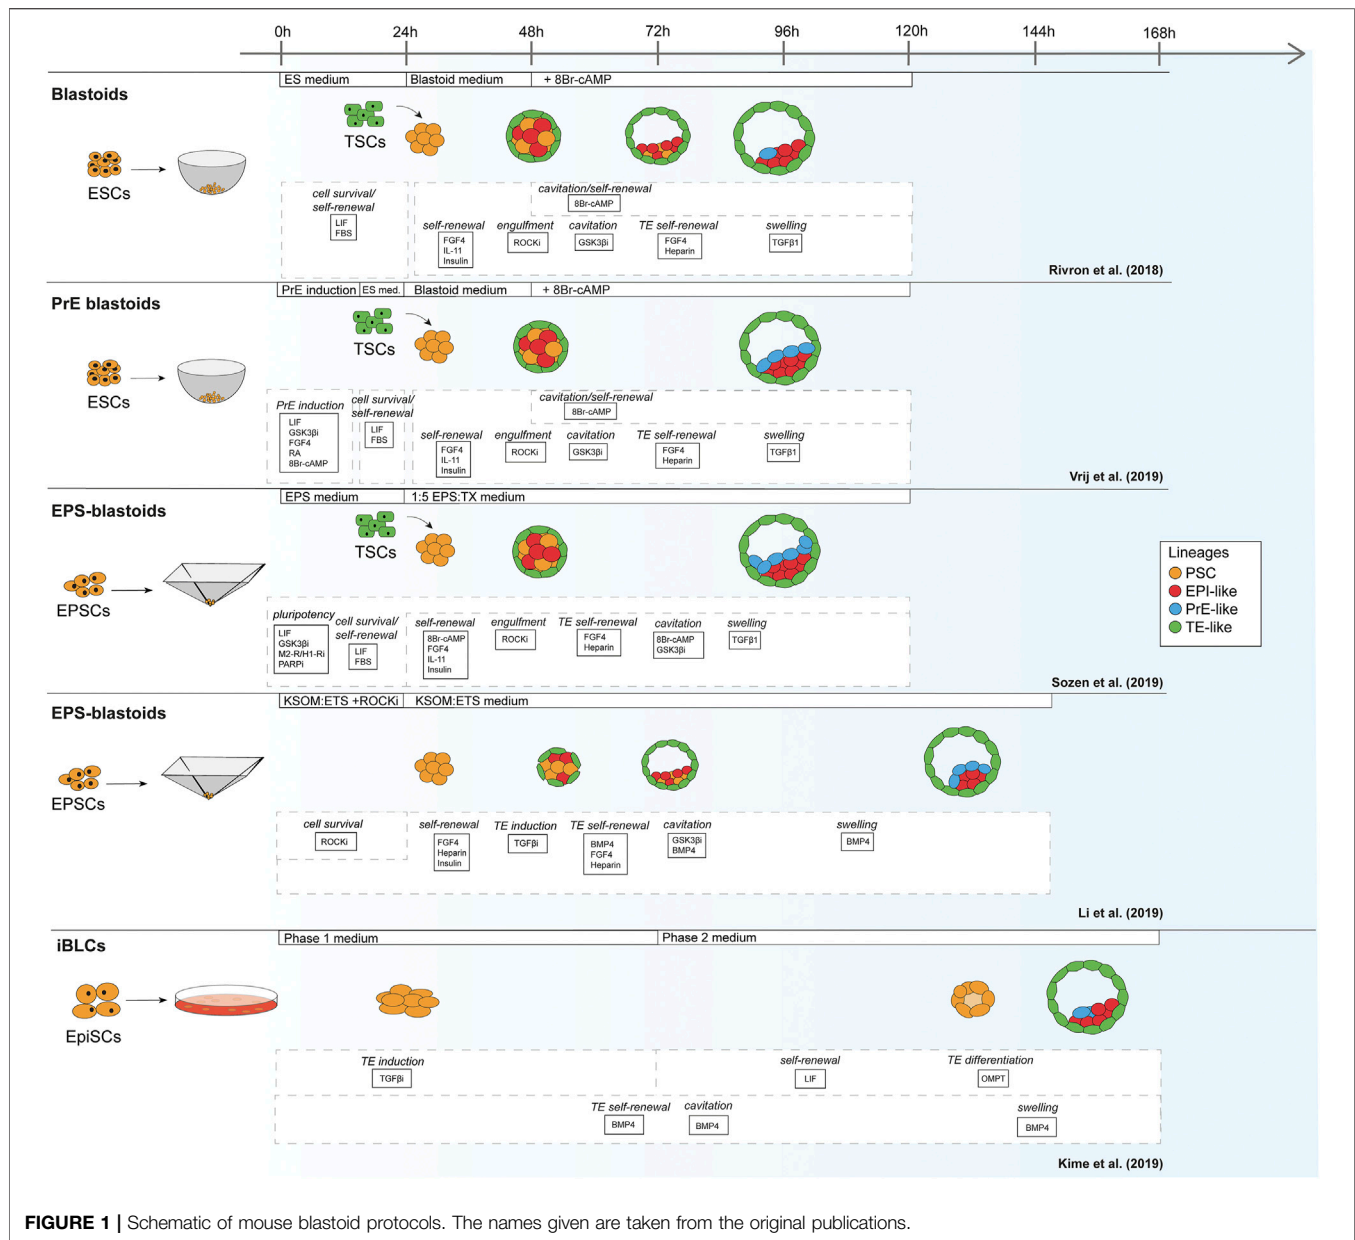 0h 24h 48h 72h 96h 120h 144h 168h
ES medium Blastoid medium + 8Br-cAMP
Blastoids
TSCs
ESCs
cell survival/
self-renewal
LIF
FBS
cavitation/self-renewal
8Br-cAMP
self-renewal engulfment cavitation TE self-renewal swelling
FGF4
IL-11
Insulin
ROCKi
GSK3βi
FGF4
Heparin
TGFβ1
Rivron et al. (2018)
PrE induction ES med. Blastoid medium + 8Br-cAMP
PrE blastoids
TSCs
ESCs
PrE induction
LIF
GSK3βi
FGF4
RA
8Br-cAMP
cell survival/
self-renewal
LIF
FBS
cavitation/self-renewal
8Br-cAMP
self-renewal engulfment cavitation TE self-renewal swelling
FGF4
IL-11
Insulin
ROCKi
GSK3βi
FGF4
Heparin
TGFβ1
Vrij et al. (2019)
EPS medium 1:5 EPS:TX medium
EPS-blastoids
TSCs
EPSCs
pluripotency
LIF
GSK3βi
M2-R/H1-Ri
PARPi
cell survival/
self-renewal
LIF
FBS
self-renewal engulfment TE self-renewal cavitation swelling
8Br-cAMP
FGF4
IL-11
Insulin
ROCKi
FGF4
Heparin
8Br-cAMP
GSK3βi
TGFβ1
Sozen et al. (2019)
Lineages
PSC
EPI-like
PrE-like
TE-like
KSOM:ETS +ROCKi KSOM:ETS medium
EPS-blastoids
EPSCs
cell survival
ROCKi
self-renewal TE induction TE self-renewal cavitation swelling
FGF4
Heparin
Insulin
TGFβi
BMP4
FGF4
Heparin
GSK3βi
BMP4
BMP4
Li et al. (2019)
Phase 1 medium Phase 2 medium
iBLCs
EpiSCs
TE induction self-renewal TE differentiation
TGFβi LIF OMPT
TE self-renewal cavitation swelling
BMP4 BMP4 BMP4
Kime et al. (2019)
FIGURE 1 | Schematic of mouse blastoid protocols. The names given are taken from the original publications.